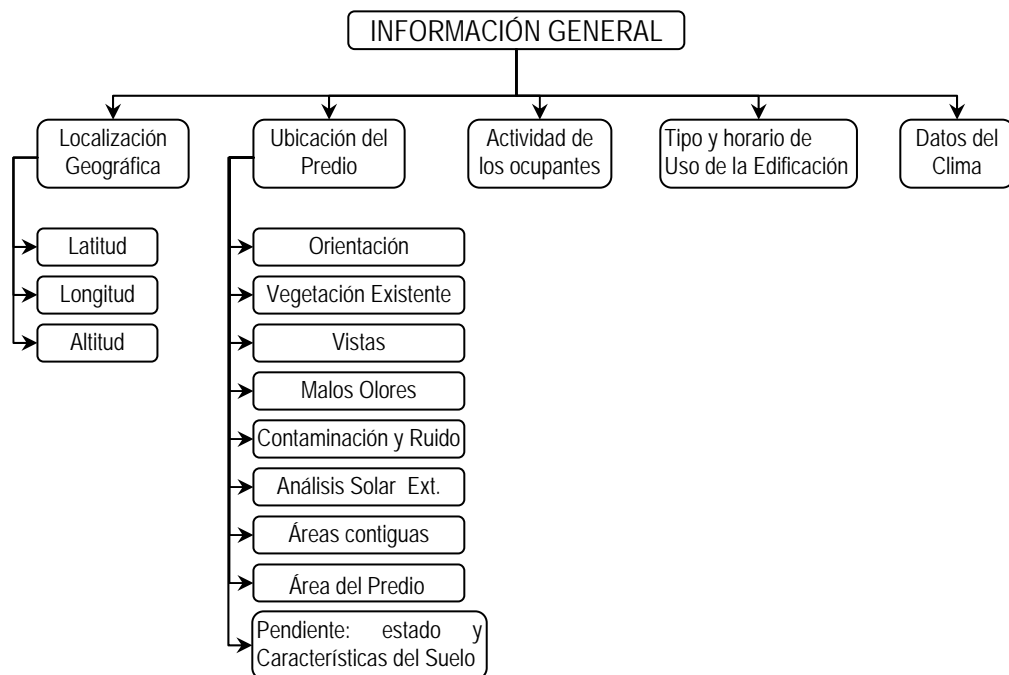 INFORMACIÓN GENERAL
Localización
Geográfica
Ubicación del
Predio
Actividad de
los ocupantes
Tipo y horario de
Uso de la Edificación
Datos del
Clima
Latitud
Longitud
Altitud
Orientación
Vegetación Existente
Vistas
Malos Olores
Contaminación y Ruido
Análisis Solar Ext.
Áreas contiguas
Área del Predio
Pendiente: estado y
Características del Suelo